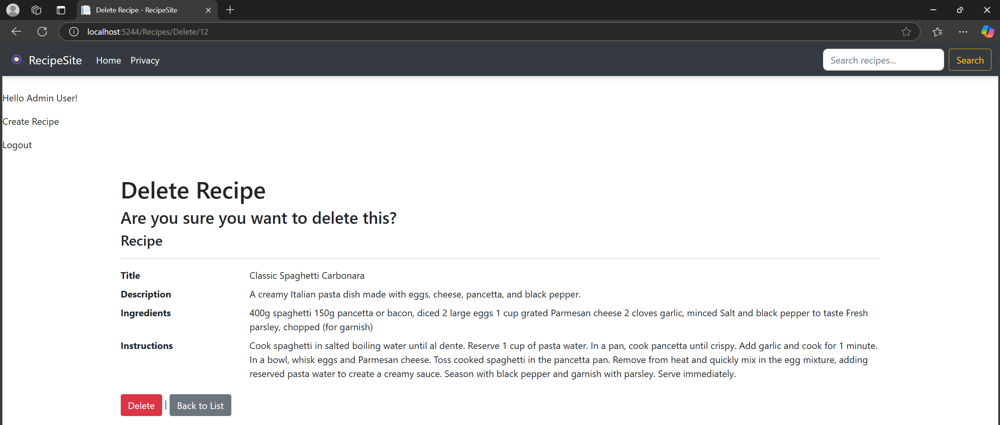 Delete Recipe - RecipeSite
localhost:5244/Recipes/Delete/12
RecipeSite Home Privacy Search recipes... Search
Hello Admin User!
Create Recipe
Logout
Delete Recipe
Are you sure you want to delete this?
Recipe
Title Classic Spaghetti Carbonara
Description A creamy Italian pasta dish made with eggs, cheese, pancetta, and black pepper.
Ingredients 400g spaghetti 150g pancetta or bacon, diced 2 large eggs 1 cup grated Parmesan cheese 2 cloves garlic, minced Salt and black pepper to taste Fresh
parsley, chopped (for garnish)
Instructions Cook spaghetti in salted boiling water until al dente. Reserve 1 cup of pasta water. In a pan, cook pancetta until crispy. Add garlic and cook for 1 minute.
In a bowl, whisk eggs and Parmesan cheese. Toss cooked spaghetti in the pancetta pan. Remove from heat and quickly mix in the egg mixture, adding
reserved pasta water to create a creamy sauce. Season with black pepper and garnish with parsley. Serve immediately.
Delete | Back to List